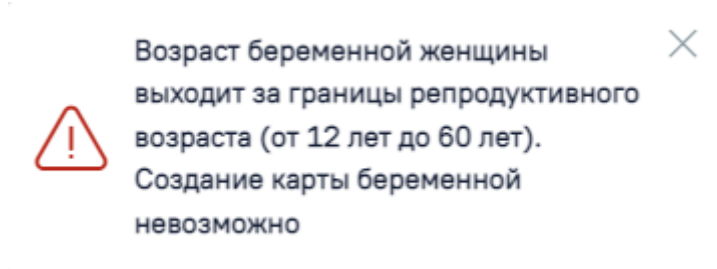 Возраст беременной женщины
выходит за границы репродуктивного
возраста (от 12 лет до 60 лет).
Создание карты беременной
невозможно